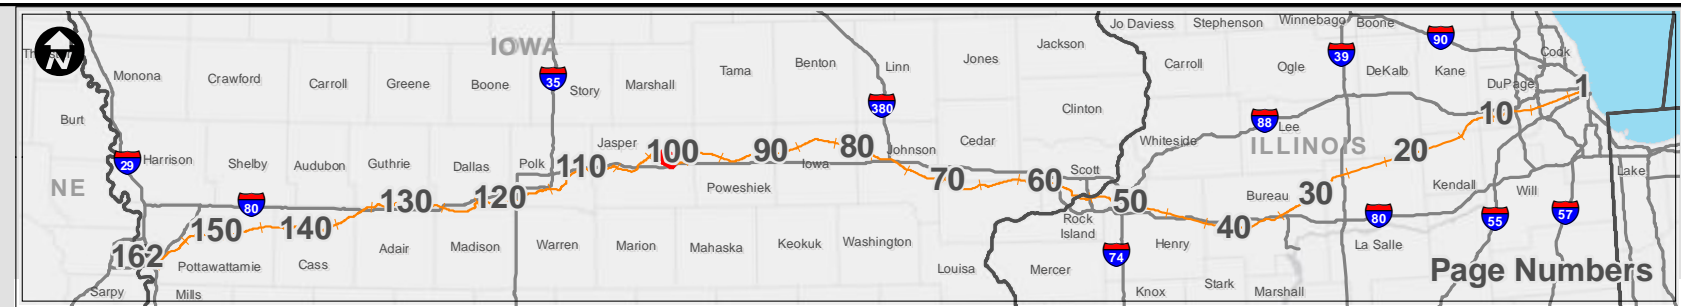 Jo Daviess Stephenson Winnebago Boone
N
IOWA
Monona Crawford Carroll Greene Boone 35 Story Marshall Tama Benton Linn Jones Jackson Carroll Ogle 39 DeKalb 90 Kane Cook
DuPage 1
Burt 380 Clinton Whiteside 88 Lee 10
29 Harrison Shelby Audubon Guthrie Dallas Polk Jasper 110 100 90 Iowa 80 Johnson Cedar Scott ILLINOIS 20 Lake
NE 80 130 120 Poweshiek 70 60 50 Bureau 30 Kendall Will
162 150 140 Adair Madison Warren Marion Mahaska Keokuk Washington Rock Island Henry 40 80 La Salle 55 57
Pottawattamie Cass Louisa Mercer 74 Stark Page Numbers
Sarpy Mills Knox Marshall